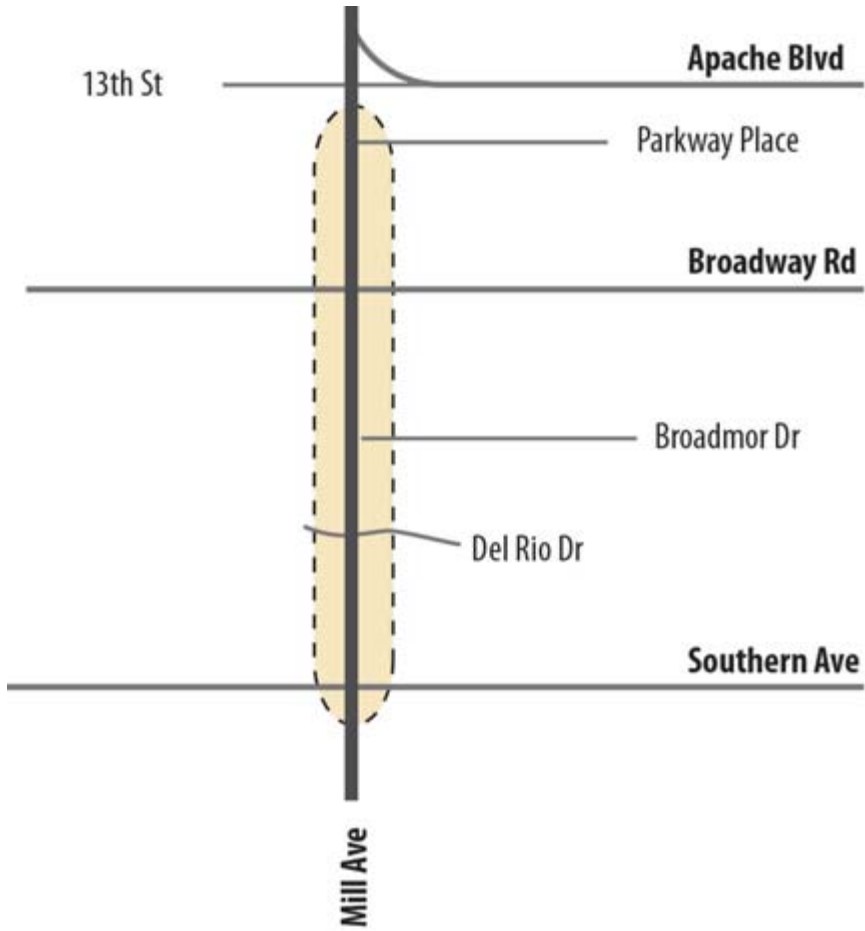 Apache Blvd
13th St
Parkway Place
Broadway Rd
Broadmor Dr
Del Rio Dr
Southern Ave
Mill Ave